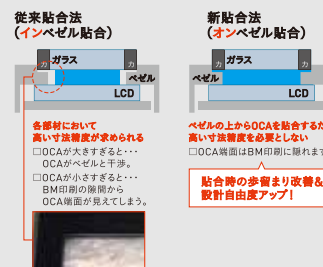 従来貼合法
（インベゼル貼合）
カ ガラス カ
ベゼル
LCD
各部材において
高い寸法精度が求められる
□OCAが大きすぎると・・・
OCAがベゼルと干渉。
□OCAが小さすぎると・・・
BM印刷の隙間から
OCA端面が見えてしまう。
新貼合法
（オンベゼル貼合）
カ ガラス カ
ベゼル
LCD
ベゼルの上からOCAを貼合するた
高い寸法精度を必要としない
□OCA端面はBM印刷に隠れます
貼合時の歩留まり改善&
設計自由度アップ！